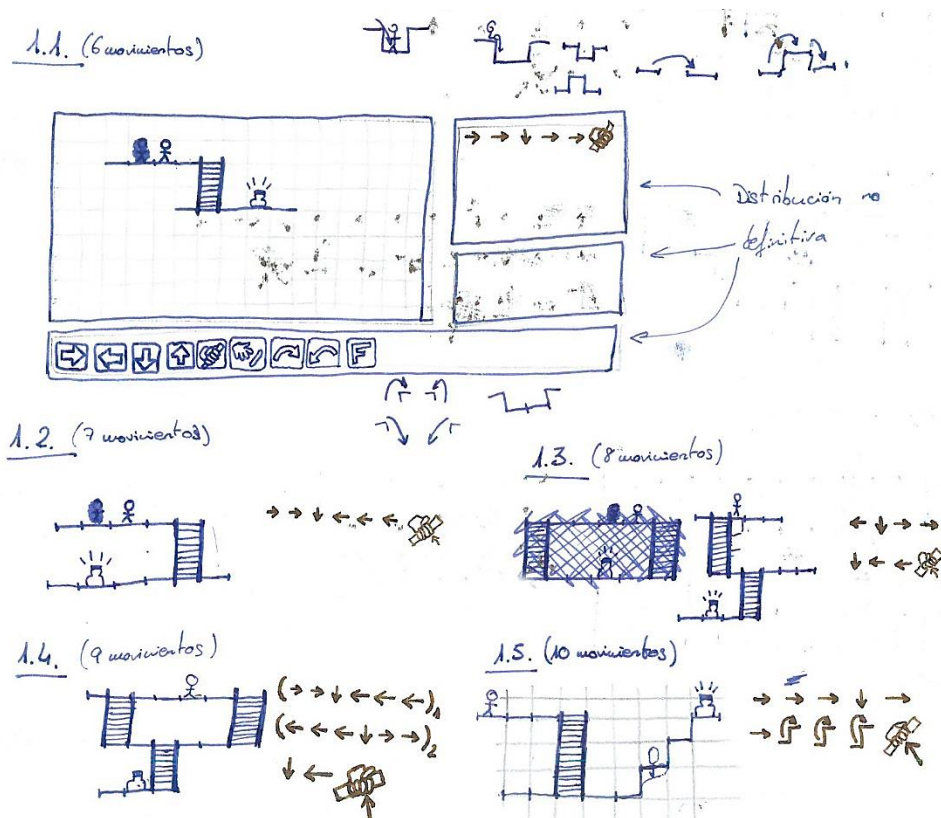 1.1. (6 movimientos)
Distribución no
definitiva
F
1.2. (7 movimientos)
1.3. (8 movimientos)
1.4. (9 movimientos)
( )1
( )2
1.5. (10 movimientos)